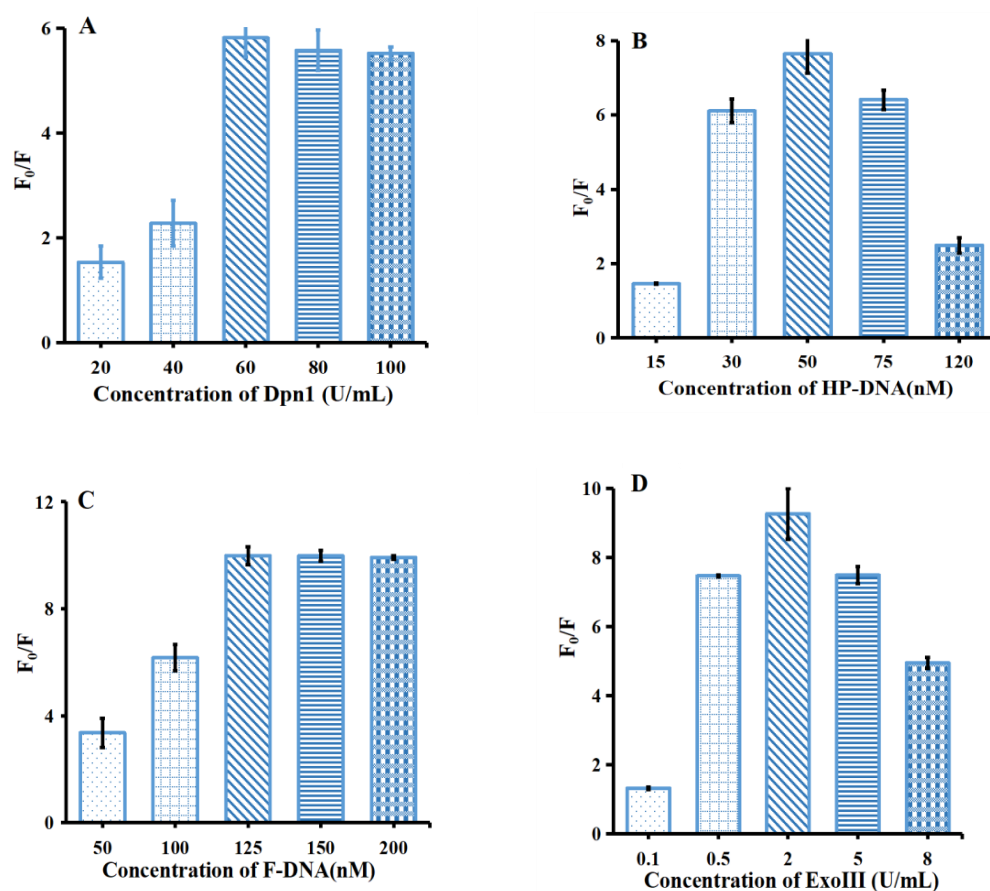 A
6
4
2
0
F₀/F
20 40 60 80 100
Concentration of Dpn1 (U/mL)
B
8
6
4
2
0
F₀/F
15 30 50 75 120
Concentration of HP-DNA(nM)
C
12
9
6
4
0
F₀/F
50 100 125 150 200
Concentration of F-DNA(nM)
D
10
8
6
4
2
0
F₀/F
0.1 0.5 2 5 8
Concentration of ExoIII (U/mL)